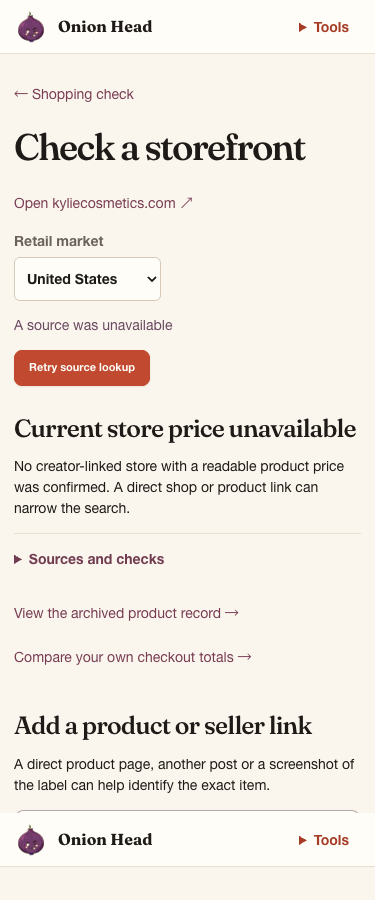 Onion Head
▶ Tools
← Shopping check
Check a storefront
Open kyliecosmetics.com ↗
Retail market
United States
A source was unavailable
Retry source lookup
Current store price unavailable
No creator-linked store with a readable product price
was confirmed. A direct shop or product link can
narrow the search.
▶ Sources and checks
View the archived product record →
Compare your own checkout totals →
Add a product or seller link
A direct product page, another post or a screenshot of
the label can help identify the exact item.
Onion Head
▶ Tools